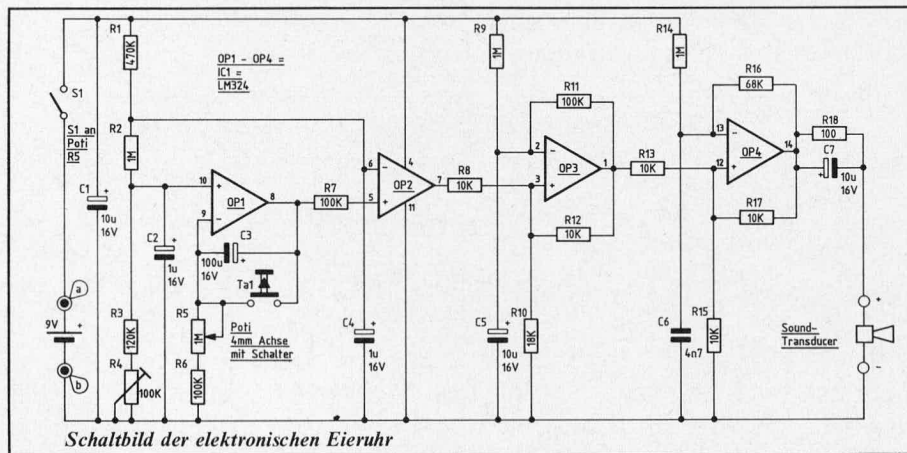 R1
470K
S1
S1 an
Poti
R5
R2
1M
C1
+
10u
16V
a
9V
+
b
R3
120K
R4
100K
C2
+
1u
16V
OP1 - OP4 =
IC1 =
LM324
10
+
9
-
8
OP1
100u
16V
C3
+
Ta1
R5
1M
Poti
4mm Achse
mit Schalter
R6
100K
R7
100K
6
-
5
+
4
11
7
OP2
C4
+
1u
16V
R8
10K
R9
1M
R11
100K
2
-
3
+
1
OP3
R12
10K
C5
+
10u
16V
R10
18K
R13
10K
R14
1M
R16
68K
13
-
12
+
14
OP4
R17
10K
C6
4n7
R15
10K
R18
100
C7
+
10u
16V
Sound-
Transducer
+
-
Schaltbild der elektronischen Eieruhr